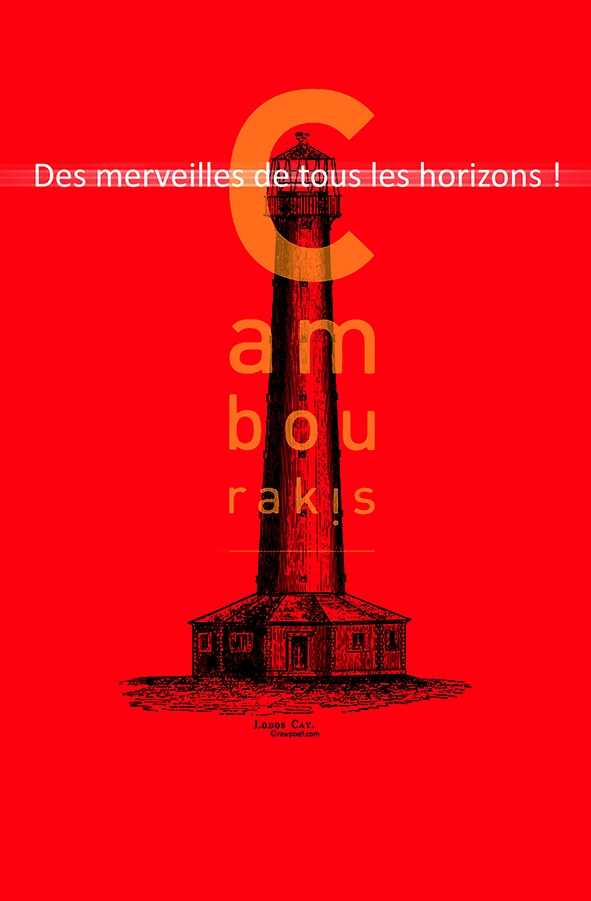 Des merveilles de tous les horizons !
C
am
bou
rakis
LOBOS CAY.
©rawpixel.com